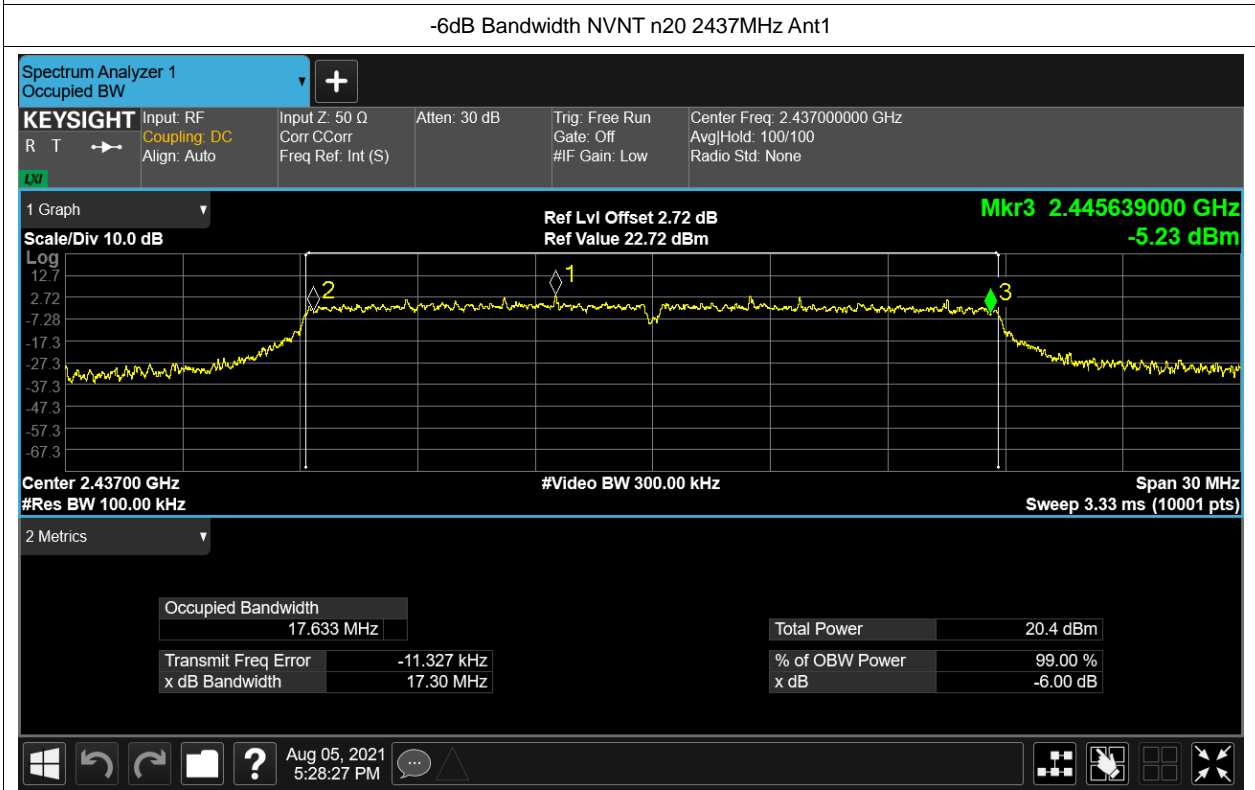 -6dB Bandwidth NVNT n20 2437MHz Ant1
Spectrum Analyzer 1
Occupied BW
KEYSIGHT
R T
LXI
Input: RF
Coupling: DC
Align: Auto
Input Z: 50 Ω
Corr CCorr
Freq Ref: Int (S)
Atten: 30 dB
Trig: Free Run
Gate: Off
#IF Gain: Low
Center Freq: 2.437000000 GHz
Avg|Hold: 100/100
Radio Std: None
1 Graph
Scale/Div 10.0 dB
Ref Lvl Offset 2.72 dB
Ref Value 22.72 dBm
Mkr3 2.445639000 GHz
-5.23 dBm
Log
12.7
2.72
-7.28
-17.3
-27.3
-37.3
-47.3
-57.3
-67.3
2
1
3
Center 2.43700 GHz
#Res BW 100.00 kHz
#Video BW 300.00 kHz
Span 30 MHz
Sweep 3.33 ms (10001 pts)
2 Metrics
Occupied Bandwidth
17.633 MHz
Transmit Freq Error -11.327 kHz
x dB Bandwidth 17.30 MHz
Total Power 20.4 dBm
% of OBW Power 99.00 %
x dB -6.00 dB
?
Aug 05, 2021
5:28:27 PM